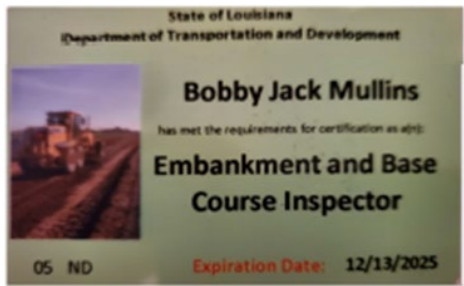 State of Louisiana
Department of Transportation and Development
Bobby Jack Mullins
has met the requirements for certification as a(n):
Embankment and Base
Course Inspector
05 ND
Expiration Date: 12/13/2025